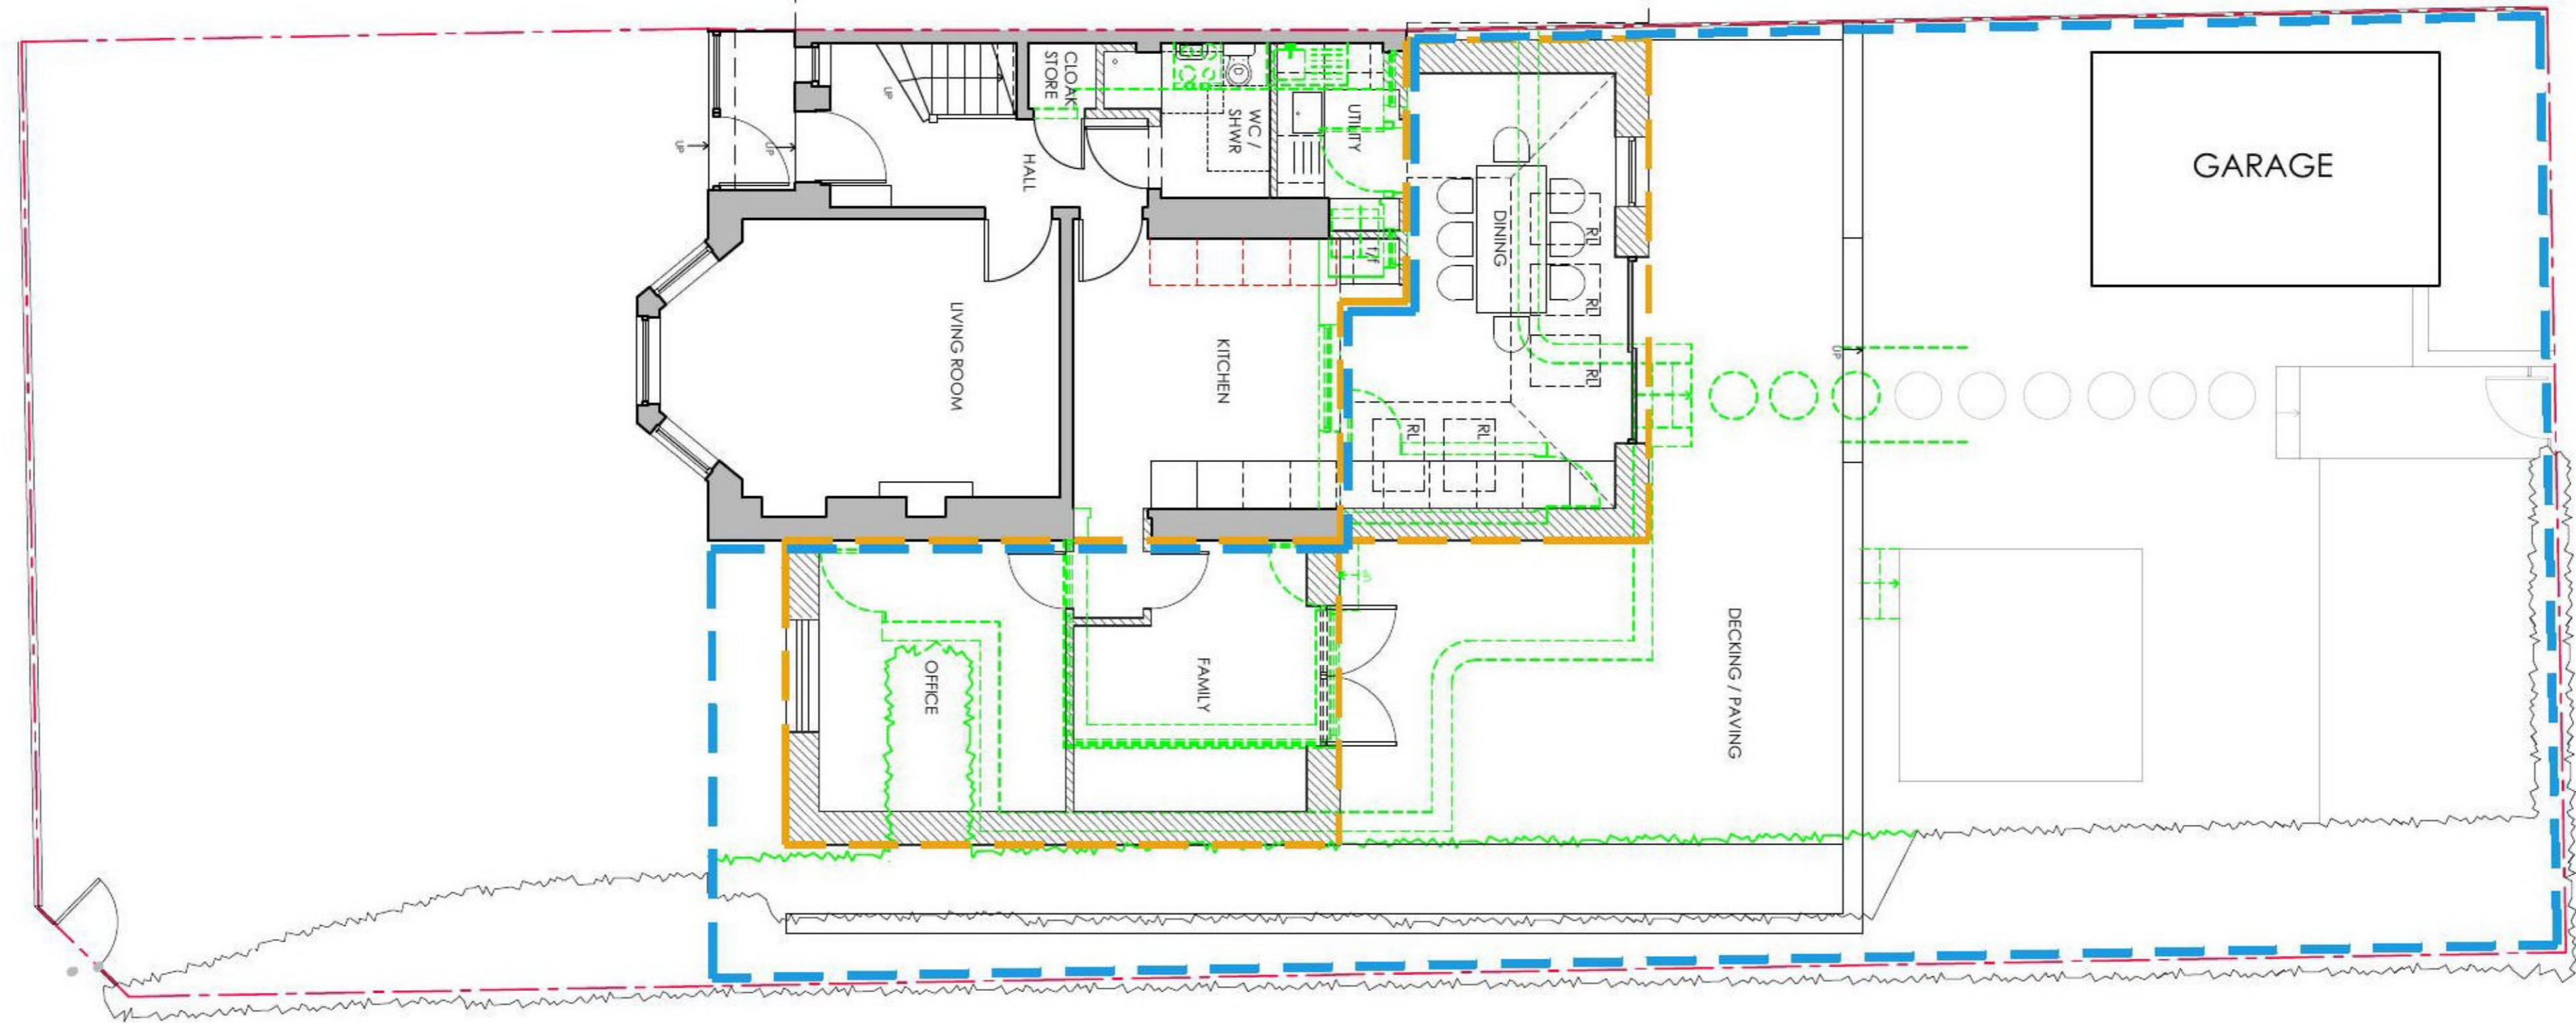 CLOAK
STORE
UP
UP
UP
HALL
WC /
SHWR
UTILITY
f/f
DINING
RL
RL
RL
RL
RL
LIVING ROOM
KITCHEN
UP
GARAGE
OFFICE
FAMILY
DECKING / PAVING